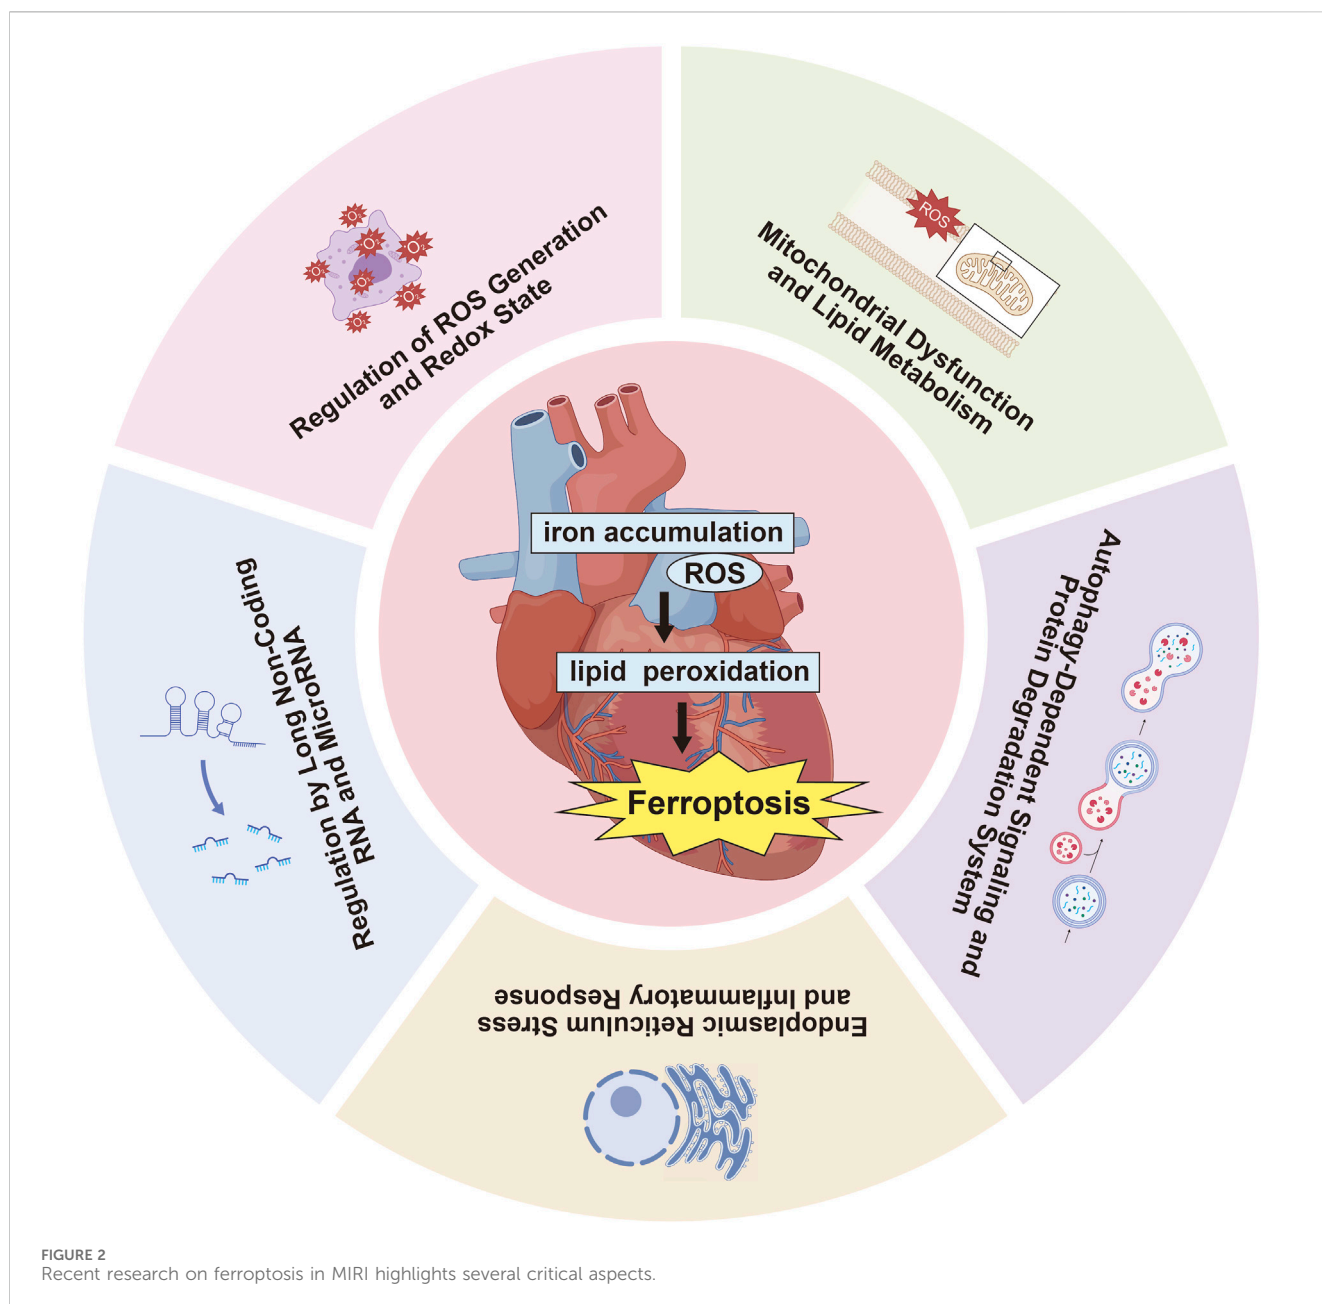 Regulation of ROS Generation
and Redox State
O₂
ROS
Mitochondrial Dysfunction
and Lipid Metabolism
Autophagy-Dependent Signaling and
Protein Degradation System
Endoplasmic Reticulum Stress
and Inflammatory Response
Regulation by Long Non-Coding
RNA and MicroRNA
iron accumulation
ROS
lipid peroxidation
Ferroptosis
FIGURE 2
Recent research on ferroptosis in MIRI highlights several critical aspects.